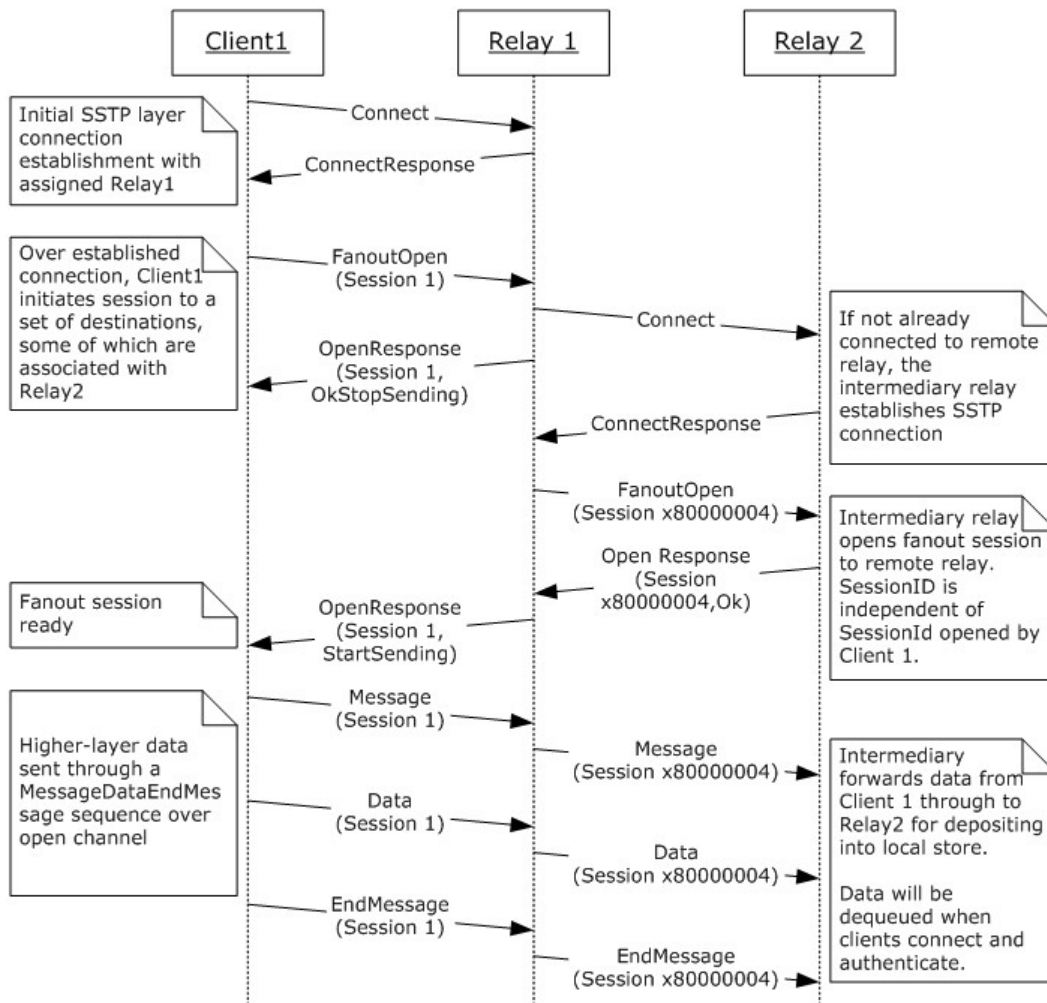 Client1
Relay 1
Relay 2
Initial SSTP layer
connection
establishment with
assigned Relay1
Connect
ConnectResponse
Over established
connection, Client1
initiates session to a
set of destinations,
some of which are
associated with
Relay2
FanoutOpen
(Session 1)
Connect
OpenResponse
(Session 1,
OkStopSending)
ConnectResponse
If not already
connected to remote
relay, the
intermediary relay
establishes SSTP
connection
FanoutOpen
(Session x80000004)
Open Response
(Session
x80000004,Ok)
Intermediary relay
opens fanout session
to remote relay.
SessionID is
independent of
SessionId opened by
Client 1.
Fanout session
ready
OpenResponse
(Session 1,
StartSending)
Higher-layer data
sent through a
MessageDataEndMes
sage sequence over
open channel
Message
(Session 1)
Message
(Session x80000004)
Data
(Session 1)
Data
(Session x80000004)
EndMessage
(Session 1)
EndMessage
(Session x80000004)
Intermediary
forwards data from
Client 1 through to
Relay2 for depositing
into local store.
Data will be
dequeued when
clients connect and
authenticate.